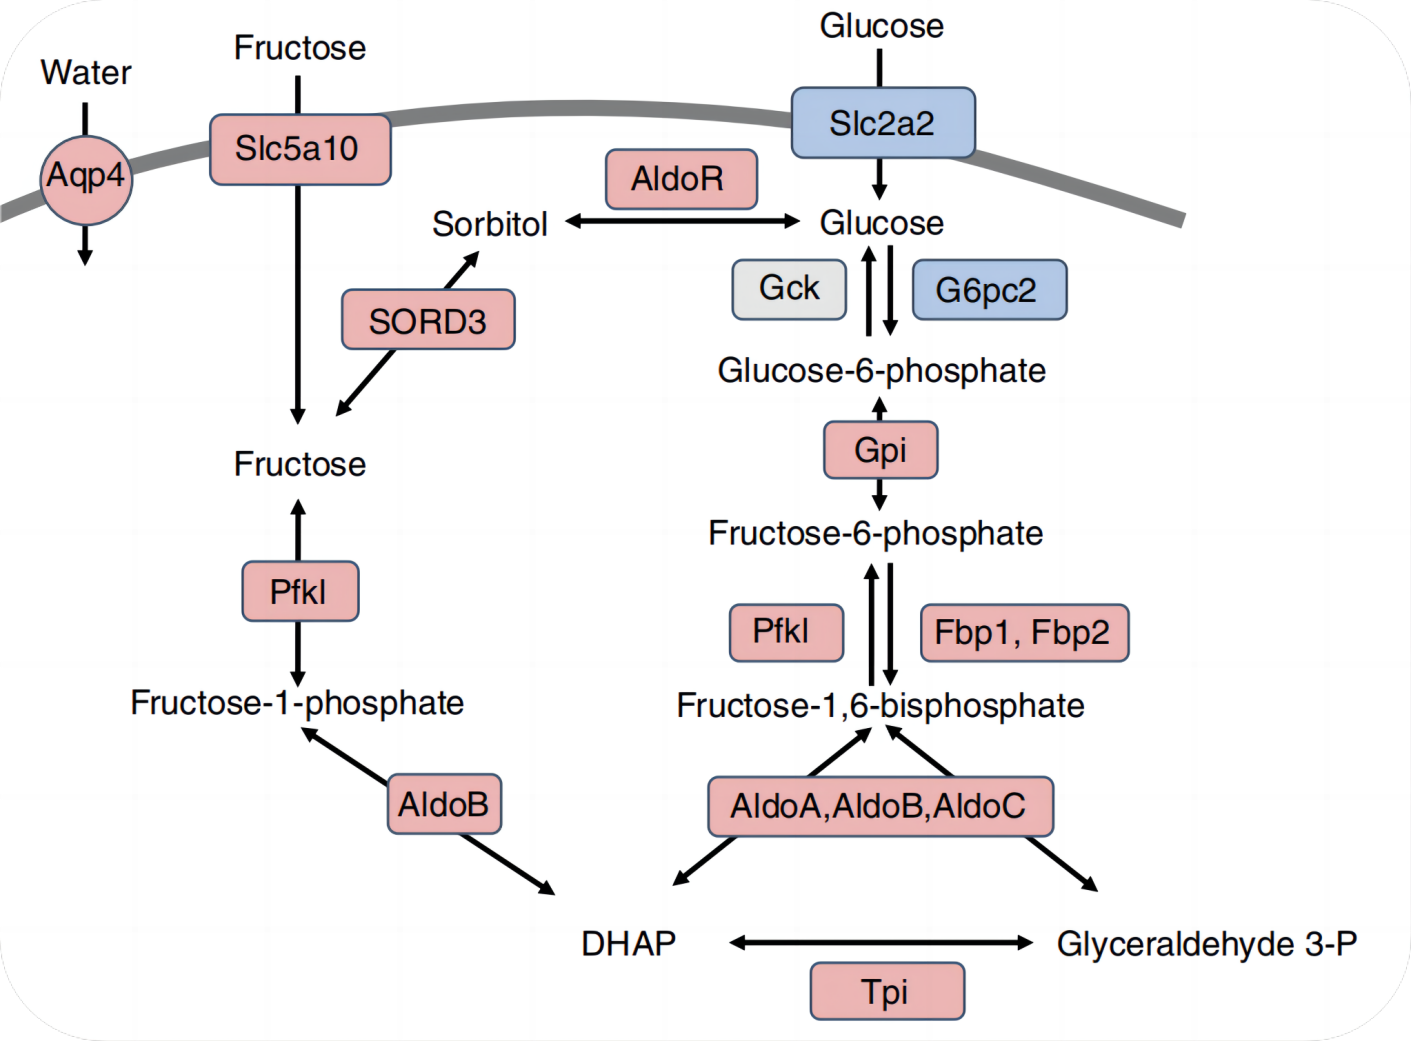 Glucose
Fructose
Water
Slc2a2
Slc5a10
Aqp4
AldoR
Sorbitol
Glucose
Gck
G6pc2
SORD3
Glucose-6-phosphate
Gpi
Fructose
Fructose-6-phosphate
Pfkl
Pfkl
Fbp1, Fbp2
Fructose-1-phosphate
Fructose-1,6-bisphosphate
AldoB
AldoA,AldoB,AldoC
DHAP
Glyceraldehyde 3-P
Tpi